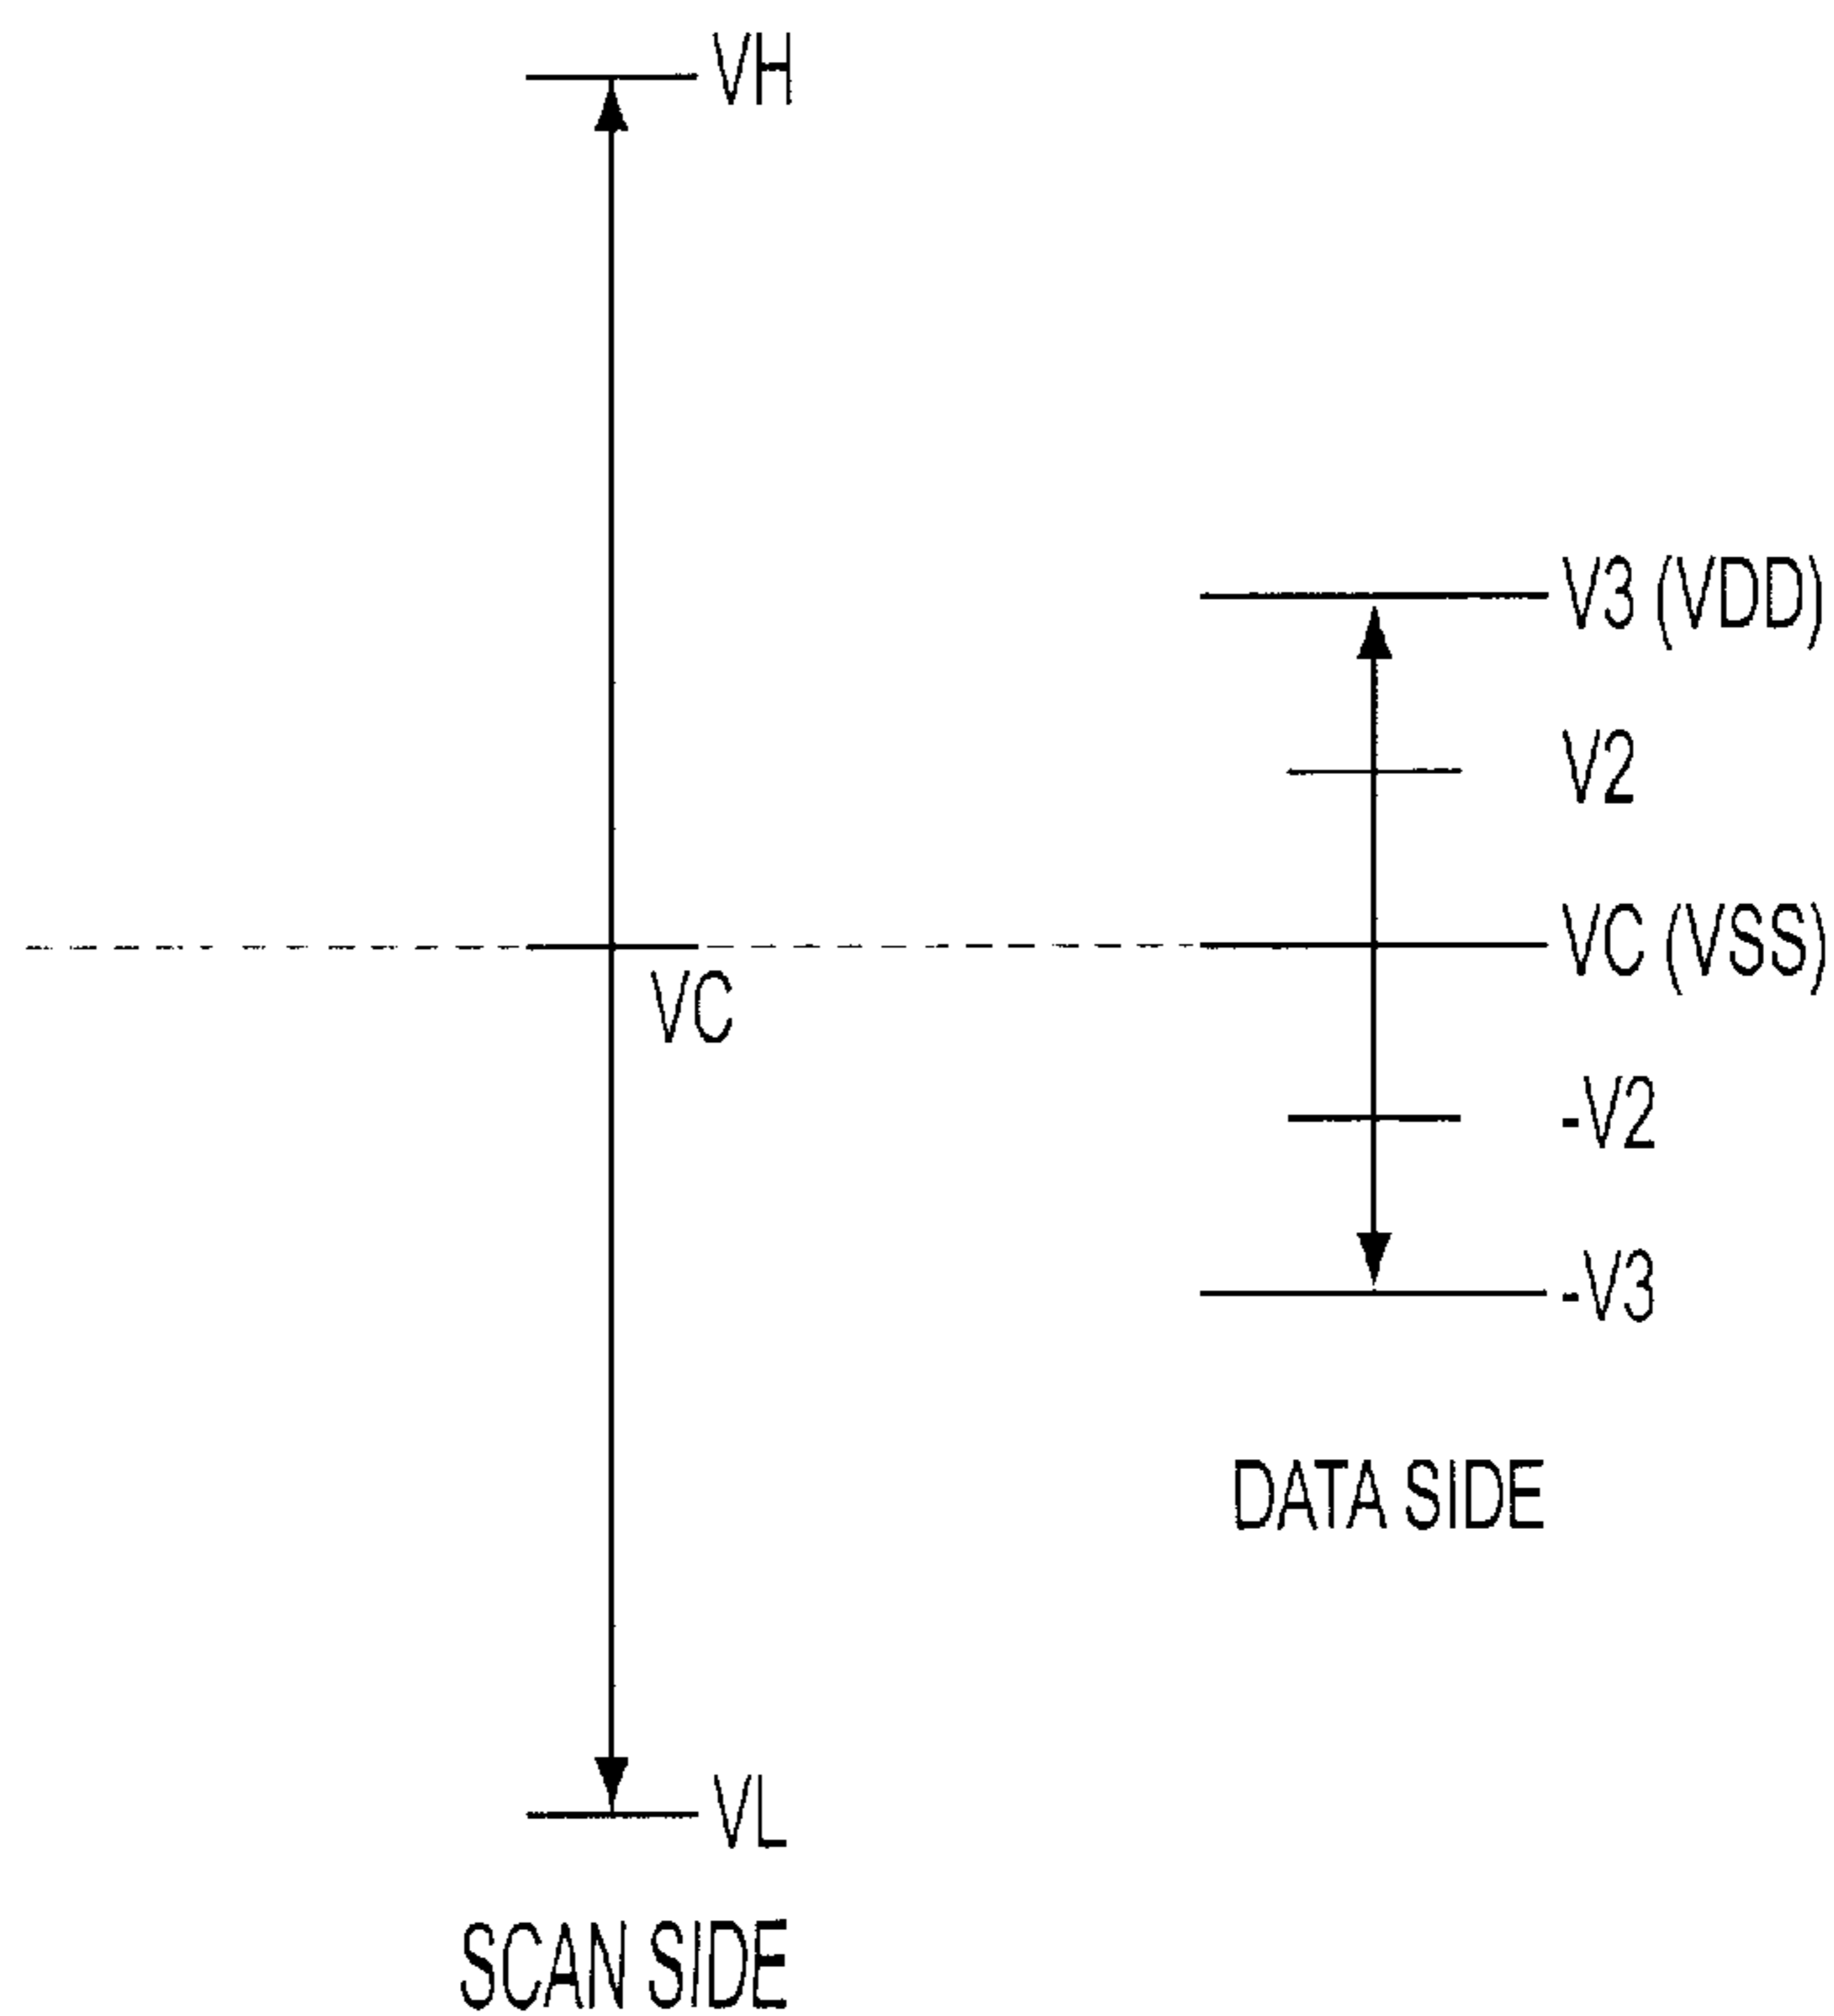 VH
V3 (VDD)
V2
VC (VSS)
VC
-V2
-V3
DATA SIDE
VL
SCAN SIDE